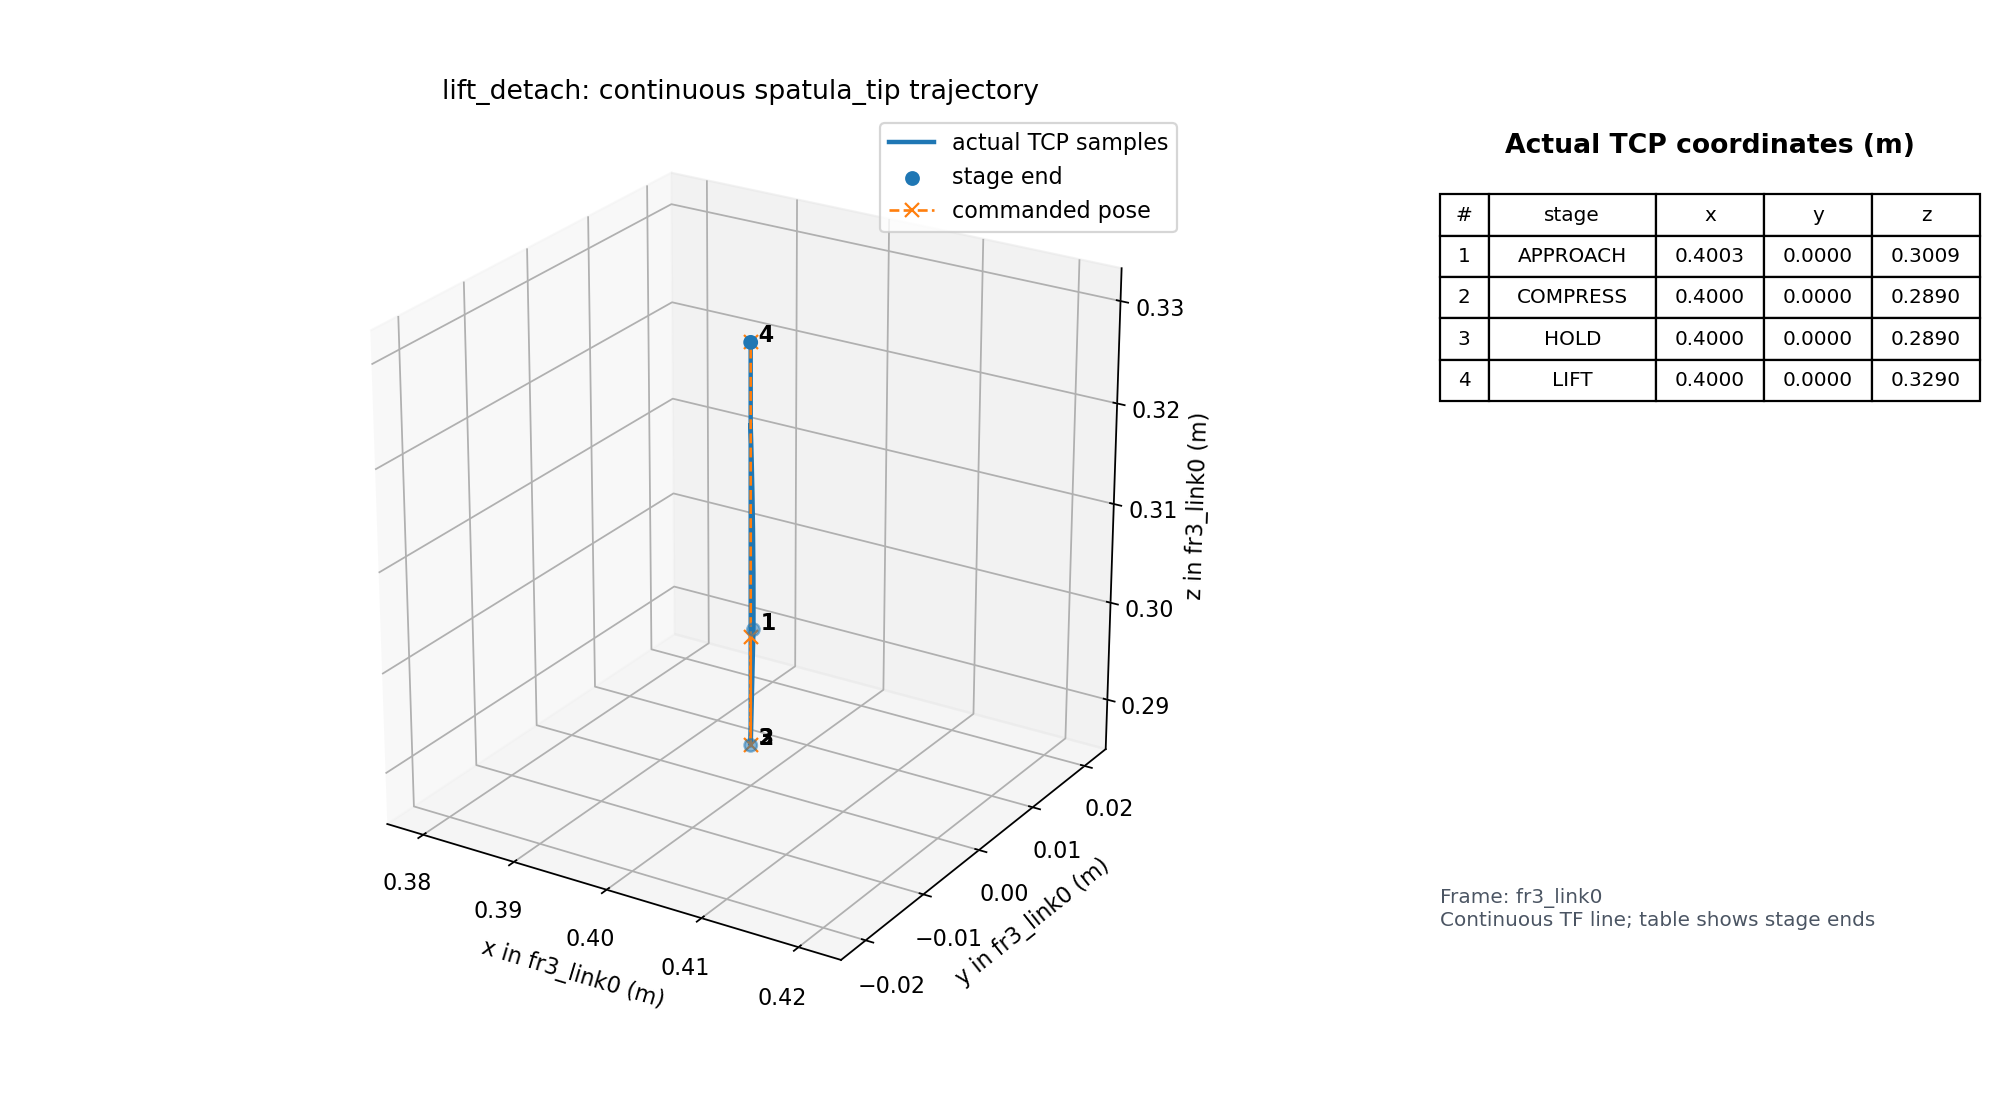 lift_detach: continuous spatula_tip trajectory
actual TCP samples
stage end
commanded pose
4
1
3
0.33
0.32
0.31
0.30
0.29
z in fr3_link0 (m)
0.38
0.39
0.40
0.41
0.42
x in fr3_link0 (m)
−0.02
−0.01
0.00
0.01
0.02
y in fr3_link0 (m)
Actual TCP coordinates (m)
# stage x y z
1 APPROACH 0.4003 0.0000 0.3009
2 COMPRESS 0.4000 0.0000 0.2890
3 HOLD 0.4000 0.0000 0.2890
4 LIFT 0.4000 0.0000 0.3290
Frame: fr3_link0
Continuous TF line; table shows stage ends